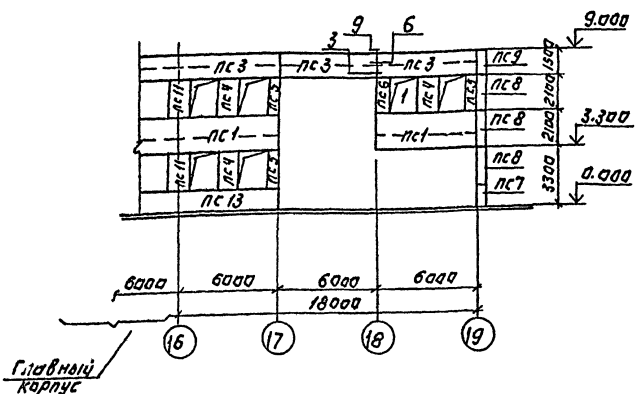 9 6 9.000
3
ПС3 ПС3 ПС3 ПС9 1500
ПС11 ПС4 ПС5 ПС6 1 ПС4 ПС5 ПС8 2100
ПС1 ПС1 ПС8 2100 3.300
ПС11 ПС4 ПС5 ПС8 3300
ПС13 ПС7 0.000
6000 6000 6000 6000
18000
16 17 18 19
Главный
корпус